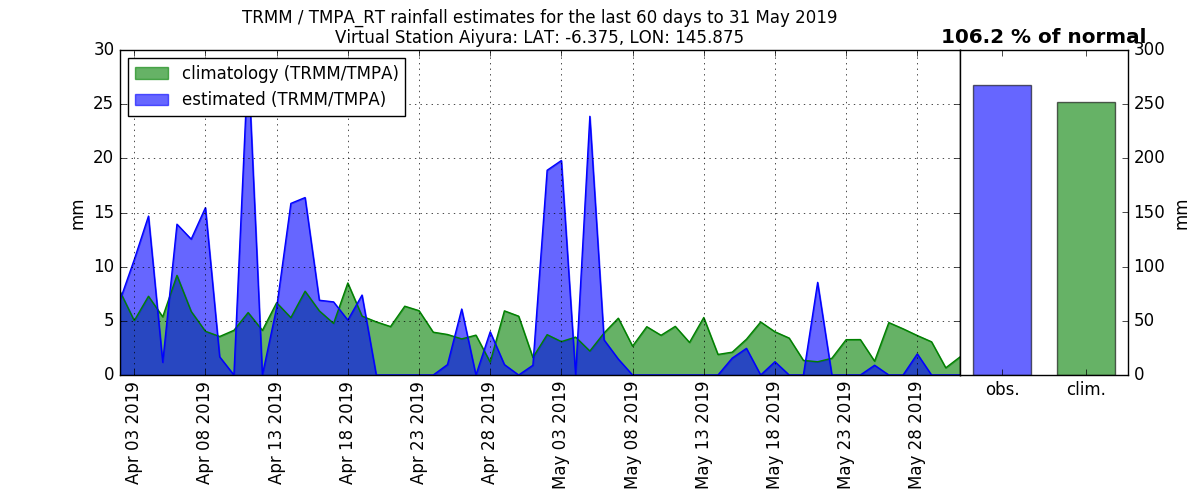 TRMM / TMPA_RT rainfall estimates for the last 60 days to 31 May 2019
Virtual Station Aiyura: LAT: -6.375, LON: 145.875
106.2 % of normal
climatology (TRMM/TMPA)
estimated (TRMM/TMPA)
30
25
20
15
10
5
0
mm
Apr 03 2019
Apr 08 2019
Apr 13 2019
Apr 18 2019
Apr 23 2019
Apr 28 2019
May 03 2019
May 08 2019
May 13 2019
May 18 2019
May 23 2019
May 28 2019
obs.
clim.
300
250
200
150
100
50
0
mm